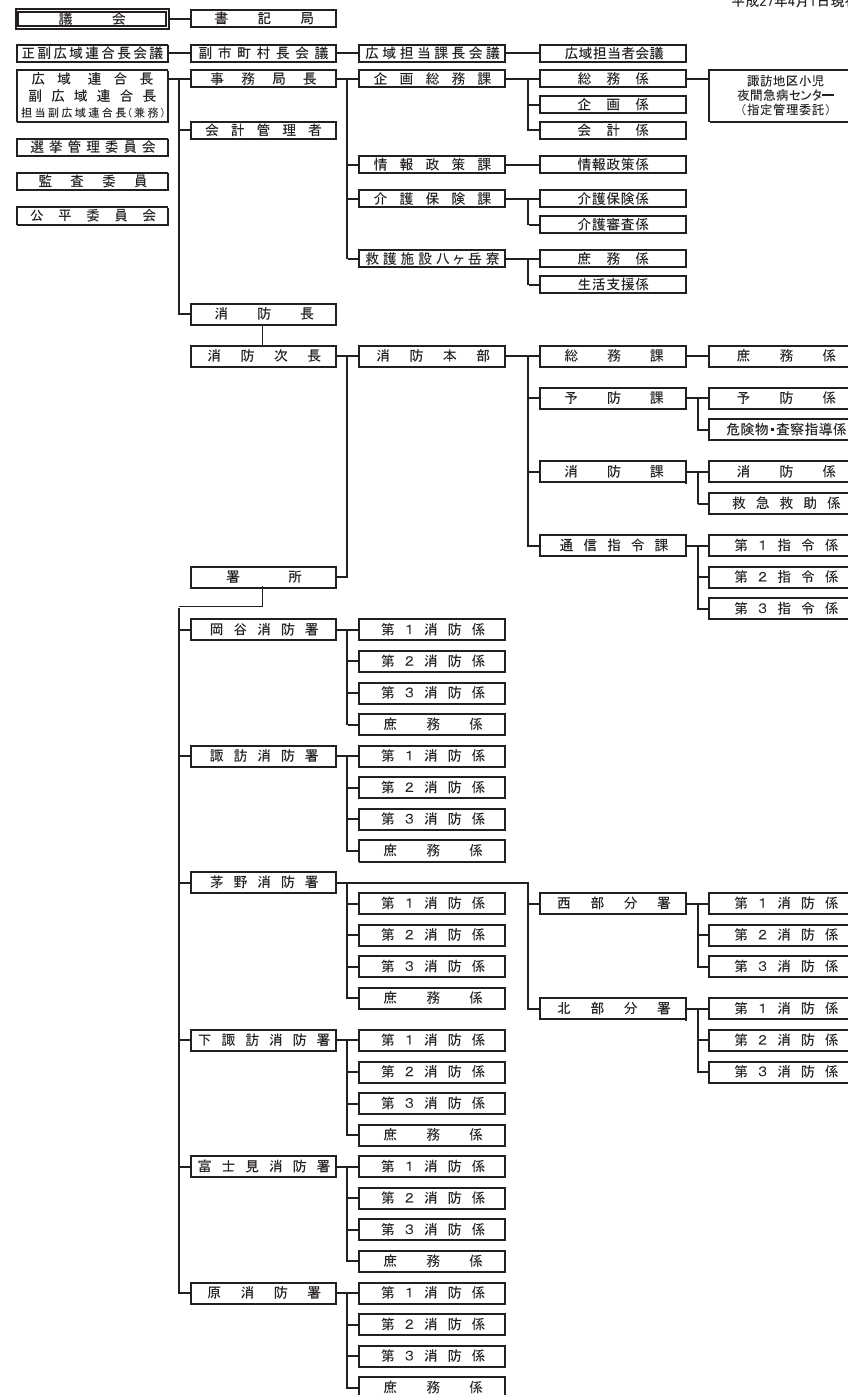 平成27年4月1日現在
議会 書記局
正副広域連合長会議 副市町村長会議 広域担当課長会議 広域担当者会議
広域連合長 事務局長 企画総務課 総務係 諏訪地区小児
副広域連合長 企画係 夜間急病センター
担当副広域連合長(兼務) 会計管理者 会計係 (指定管理委託)
選挙管理委員会 情報政策課 情報政策係
監査委員 介護保険課 介護保険係
公平委員会 介護審査係
救護施設八ヶ岳寮 庶務係
生活支援係
消防長
消防次長 消防本部 総務課 庶務係
予防課 予防係
危険物・査察指導係
消防課 消防係
救急救助係
通信指令課 第1指令係
署所 第2指令係
第3指令係
岡谷消防署 第1消防係
第2消防係
第3消防係
庶務係
諏訪消防署 第1消防係
第2消防係
第3消防係
庶務係
茅野消防署
第1消防係 西部分署 第1消防係
第2消防係 第2消防係
第3消防係 第3消防係
庶務係 北部分署 第1消防係
下諏訪消防署 第1消防係 第2消防係
第2消防係 第3消防係
第3消防係
庶務係
富士見消防署 第1消防係
第2消防係
第3消防係
庶務係
原消防署 第1消防係
第2消防係
第3消防係
庶務係